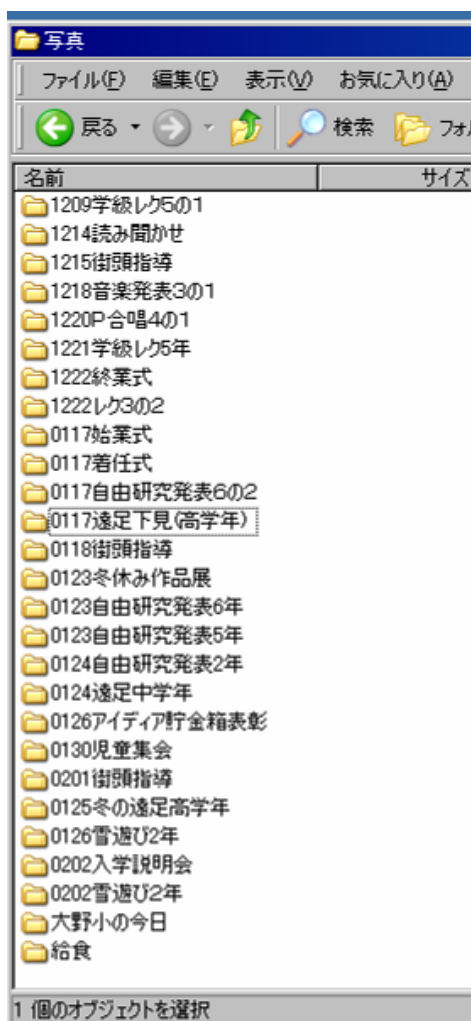 写真
ファイル(F) 編集(E) 表示(V) お気に入り(A)
戻る 検索 フォル
名前 サイズ
1209学級レク5の1
1214読み聞かせ
1215街頭指導
1218音楽発表3の1
1220P合唱4の1
1221学級レク5年
1222終業式
1222レク3の2
0117始業式
0117着任式
0117自由研究発表6の2
0117遠足下見(高学年)
0118街頭指導
0123冬休み作品展
0123自由研究発表6年
0123自由研究発表5年
0124自由研究発表2年
0124遠足中学年
0126アイディア貯金箱表彰
0130児童集会
0201街頭指導
0125冬の遠足高学年
0126雪遊び2年
0202入学説明会
0202雪遊び2年
大野小の今日
給食
1 個のオブジェクトを選択